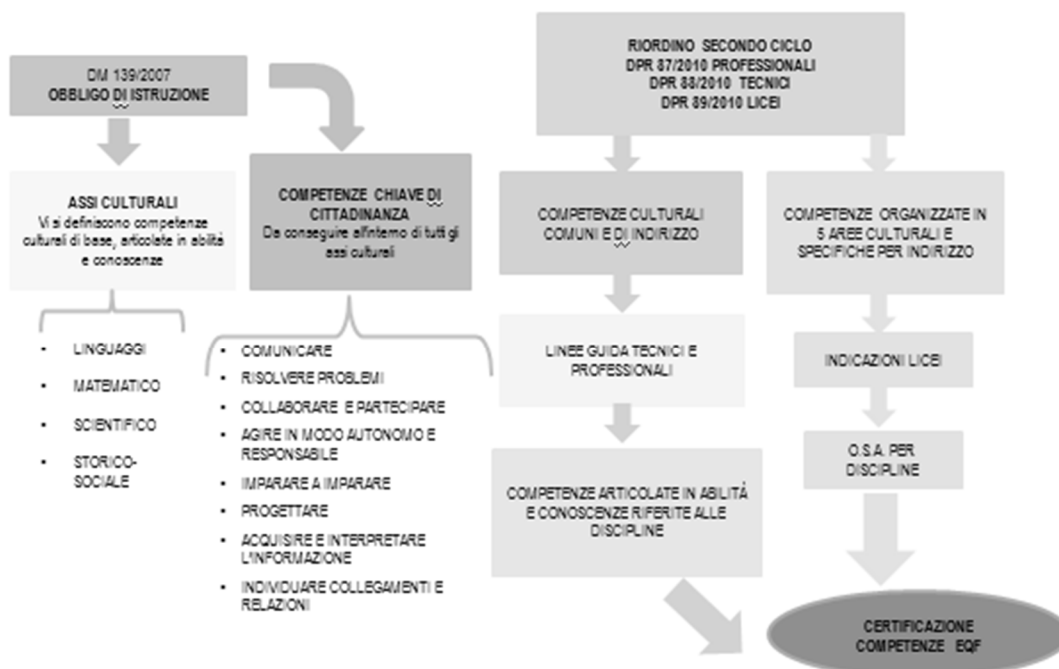 DM 139/2007
OBBLIGO DI ISTRUZIONE
ASSI CULTURALI
Vi si definiscono competenze
culturali di base, articolate in abilità
e conoscenze
- LINGUAGGI
- MATEMATICO
- SCIENTIFICO
- STORICO-
SOCIALE
COMPETENZE CHIAVE DI
CITTADINANZA
Da conseguire all'interno di tutti gli
assi culturali
• COMUNICARE
• RISOLVERE PROBLEMI
• COLLABORARE E PARTECIPARE
• AGIRE IN MODO AUTONOMO E
RESPONSABILE
• IMPARARE A IMPARARE
• PROGETTARE
• ACQUISIRE E INTERPRETARE
L'INFORMAZIONE
• INDIVIDUARE COLLEGAMENTI E
RELAZIONI
RIORDINO SECONDO CICLO
DPR 87/2010 PROFESSIONALI
DPR 88/2010 TECNICI
DPR 89/2010 LICEI
COMPETENZE CULTURALI
COMUNI E DI INDIRIZZO
LINEE GUIDA TECNICI E
PROFESSIONALI
COMPETENZE ARTICOLATE IN ABILITÀ
E CONOSCENZE RIFERITE ALLE
DISCIPLINE
COMPETENZE ORGANIZZATE IN
5 AREE CULTURALI E
SPECIFICHE PER INDIRIZZO
INDICAZIONI LICEI
O.S.A. PER
DISCIPLINE
CERTIFICAZIONE
COMPETENZE EQF